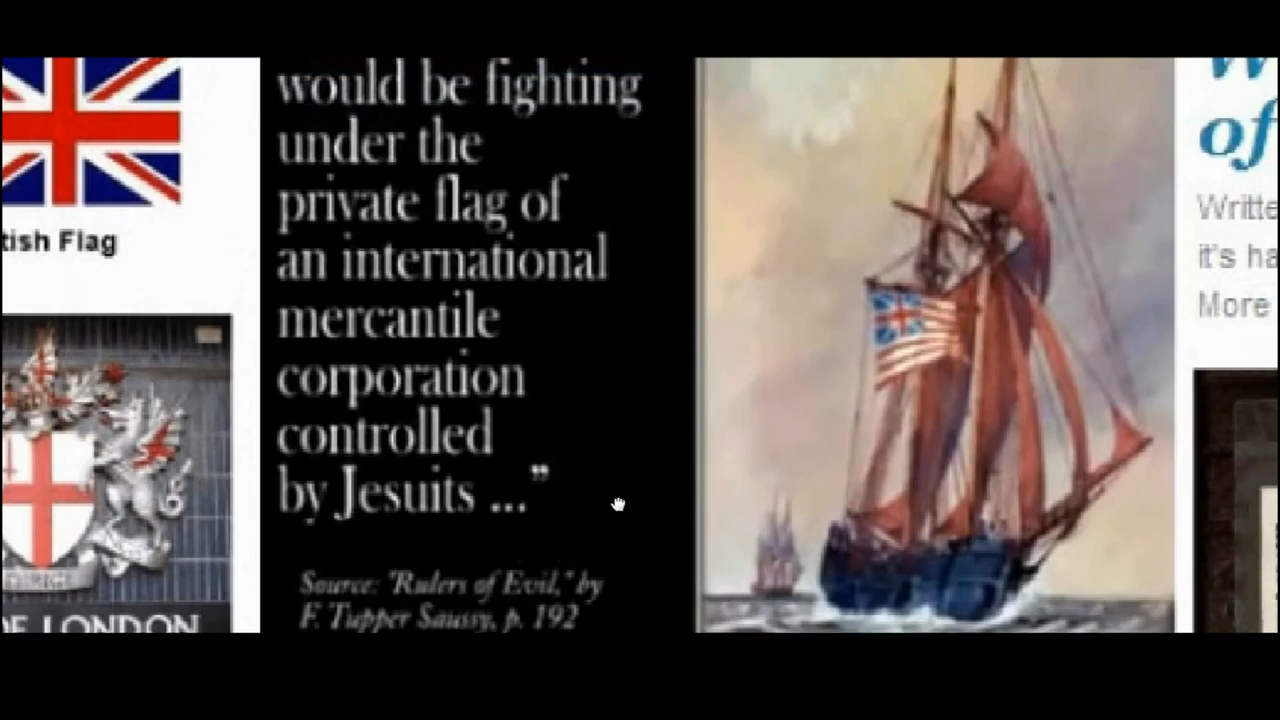 tish Flag
OF LONDON
would be fighting
under the
private flag of
an international
mercantile
corporation
controlled
by Jesuits ..."
Source: "Rulers of Evil," by
F. Tupper Saussy, p. 192
of
Writte
it's ha
More